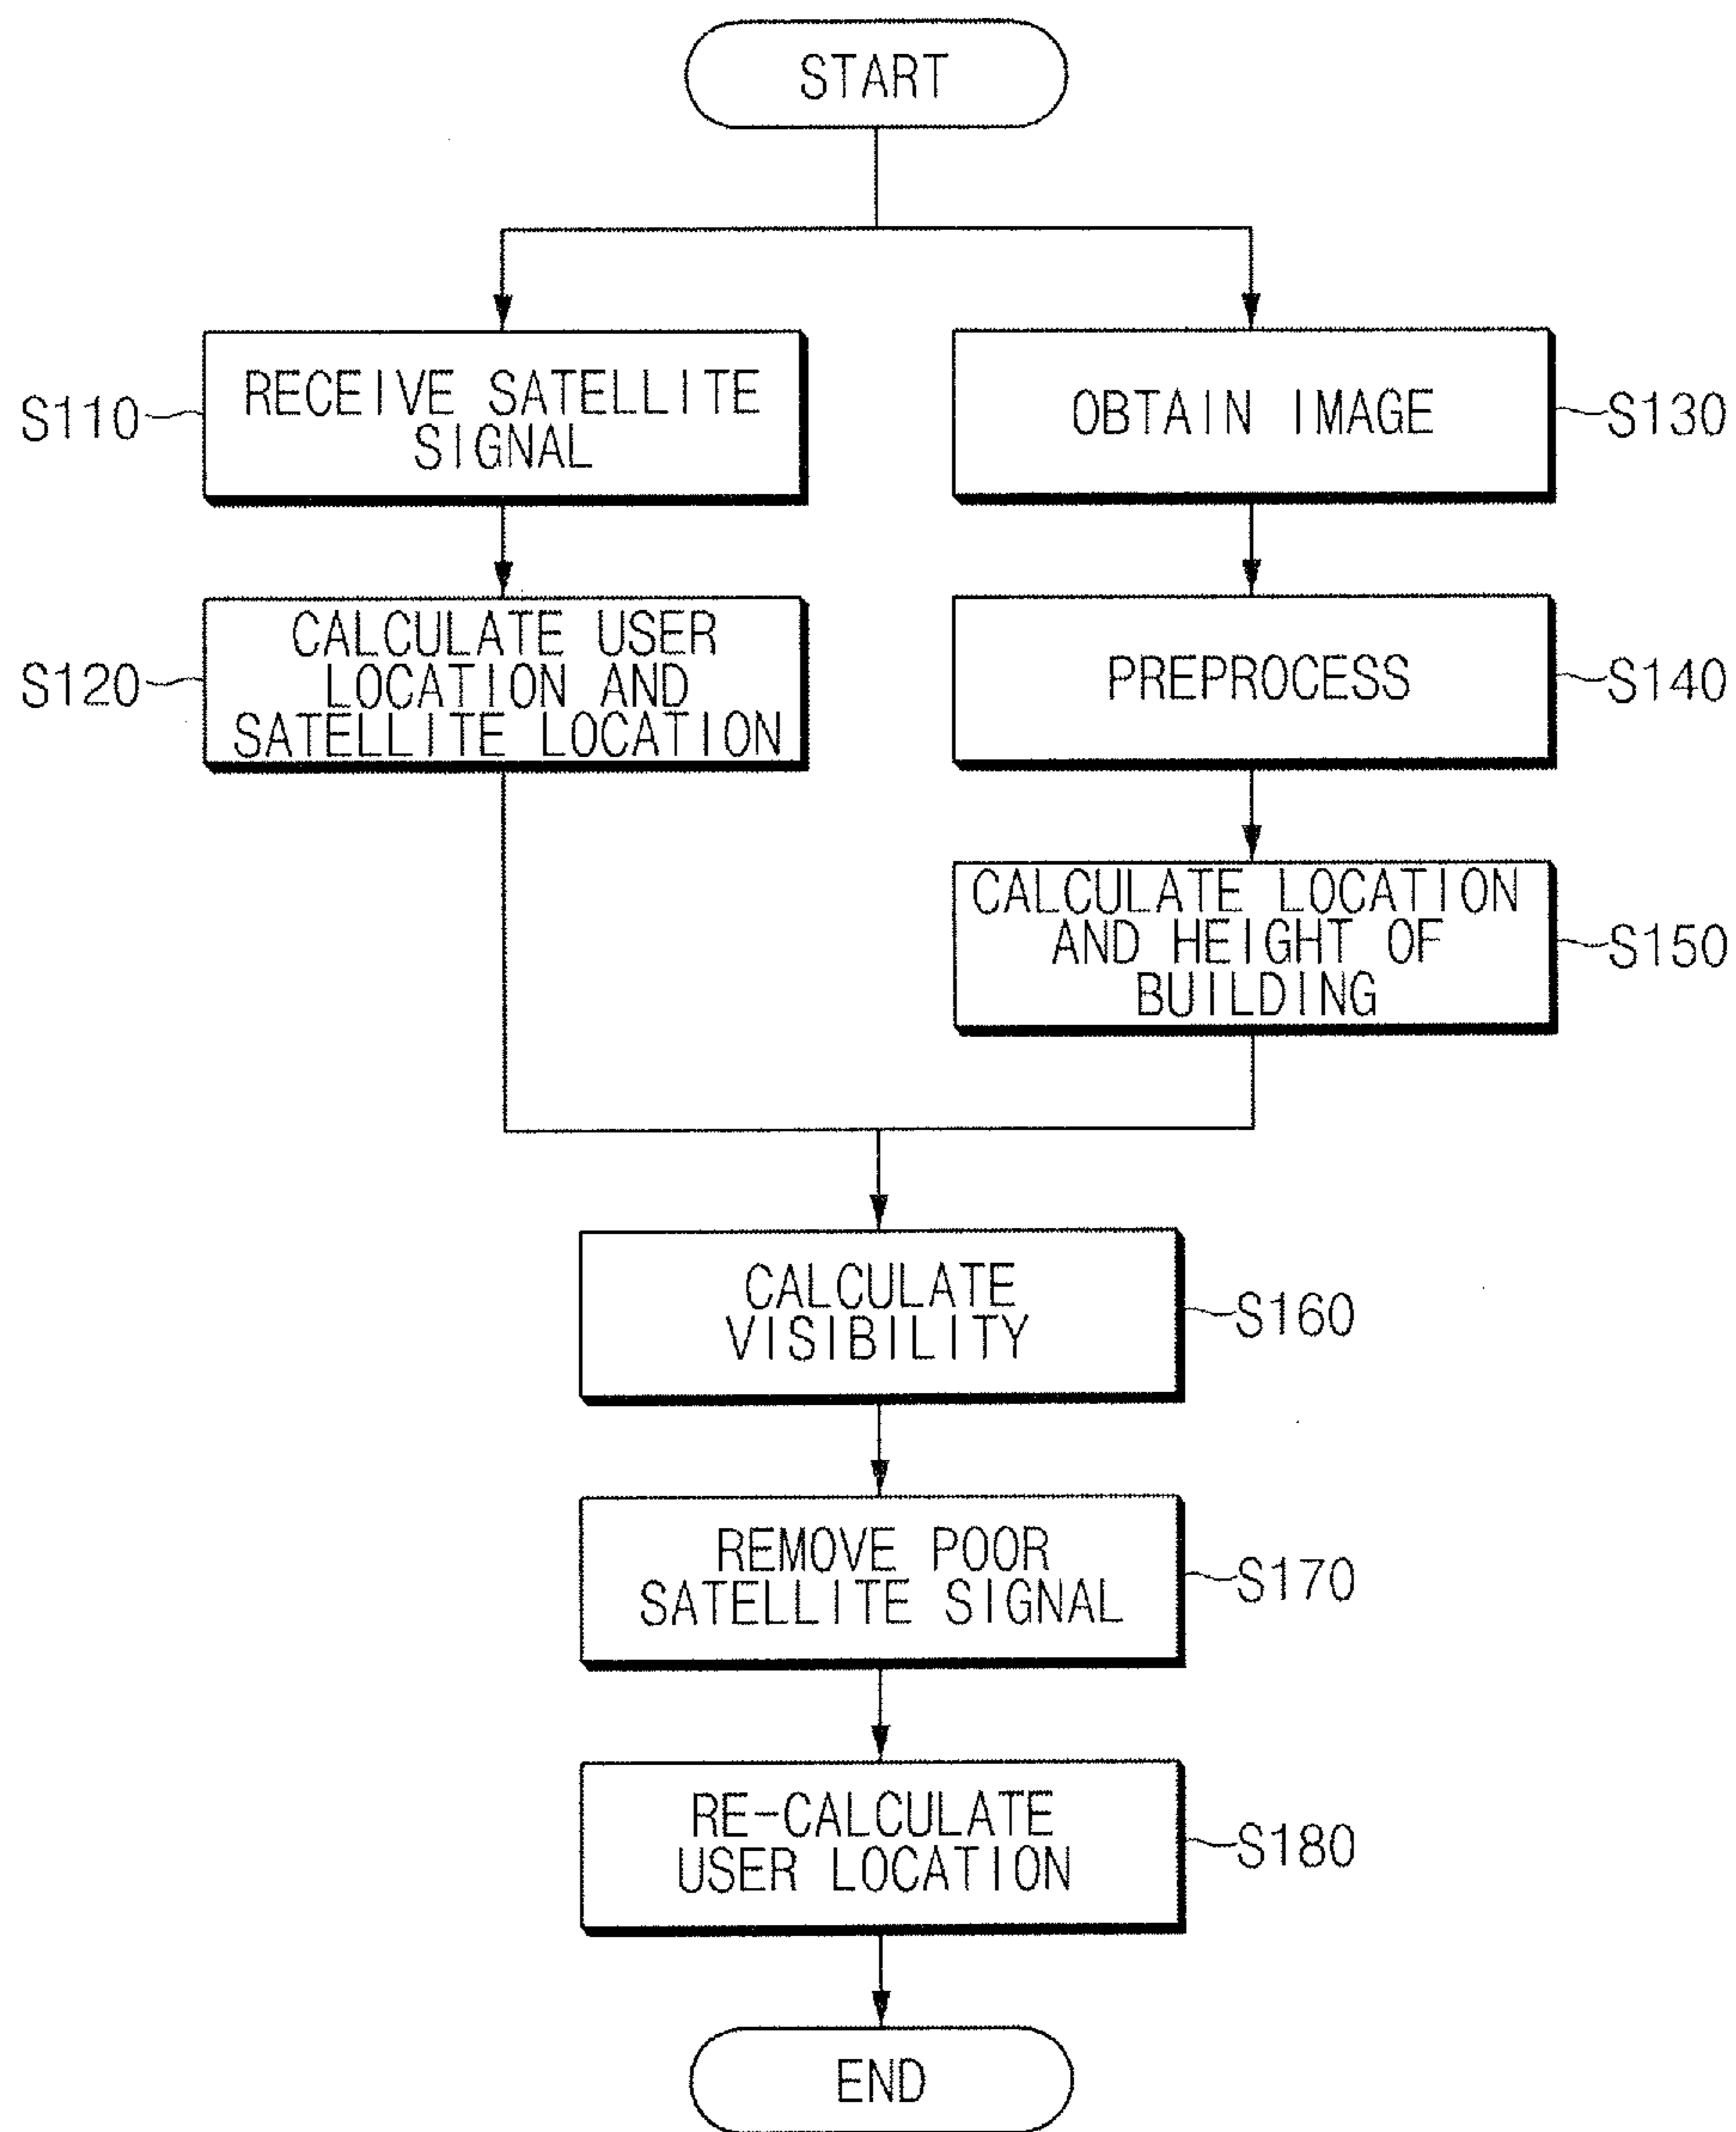 START
S110
RECEIVE SATELLITE
SIGNAL
OBTAIN IMAGE
S130
S120
CALCULATE USER
LOCATION AND
SATELLITE LOCATION
PREPROCESS
S140
CALCULATE LOCATION
AND HEIGHT OF
BUILDING
S150
CALCULATE
VISIBILITY
S160
REMOVE POOR
SATELLITE SIGNAL
S170
RE-CALCULATE
USER LOCATION
S180
END